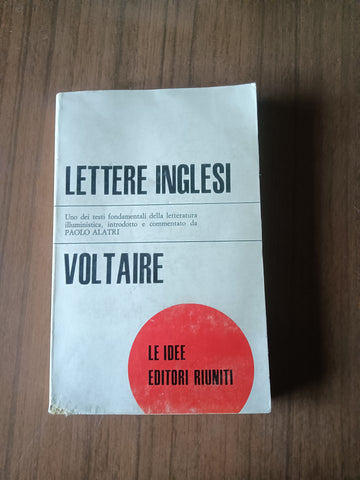 LETTERE INGLESI
Uno dei testi fondamentali della letteratura
illuministica, introdotto e commentato da
PAOLO ALATRI
VOLTAIRE
LE IDEE
EDITORI RIUNITI